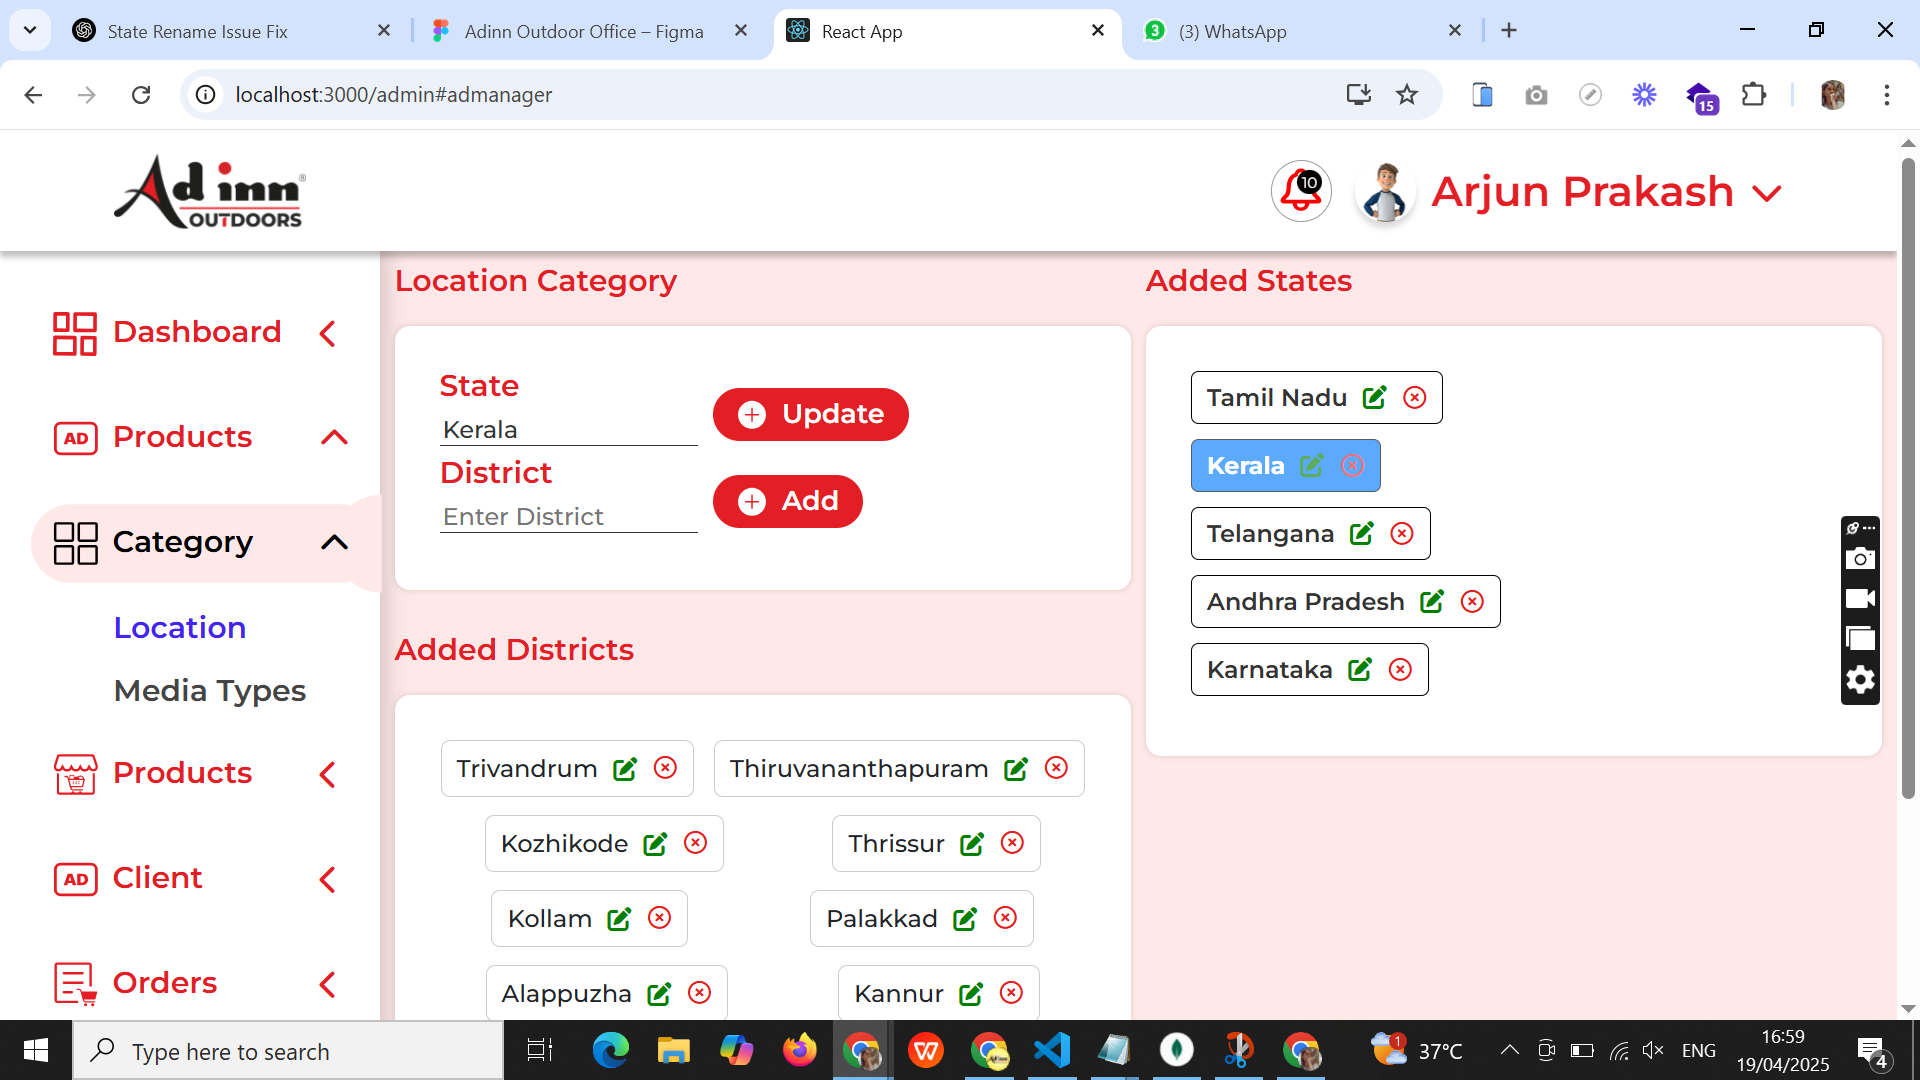 State Rename Issue Fix
Adinn Outdoor Office – Figma
React App
3
(3) WhatsApp
localhost:3000/admin#admanager
15
Ad inn®
OUTDOORS
10
Arjun Prakash
Dashboard
AD Products
Category
Location
Media Types
Products
AD Client
Orders
Location Category
State
Kerala
Update
District
Enter District
Add
Added Districts
Trivandrum
Thiruvananthapuram
Kozhikode
Thrissur
Kollam
Palakkad
Alappuzha
Kannur
Added States
Tamil Nadu
Kerala
Telangana
Andhra Pradesh
Karnataka
Type here to search
W
1
37°C
ENG
16:59
19/04/2025
4